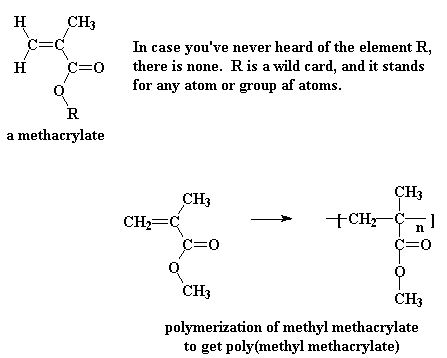 H
CH3
C=C
H
C=O
O
R
a methacrylate
In case you've never heard of the element R,
there is none. R is a wild card, and it stands
for any atom or group af atoms.
CH3
CH2=C
C=O
O
CH3
CH3
[CH2—C—]
n
C=O
O
CH3
polymerization of methyl methacrylate
to get poly(methyl methacrylate)